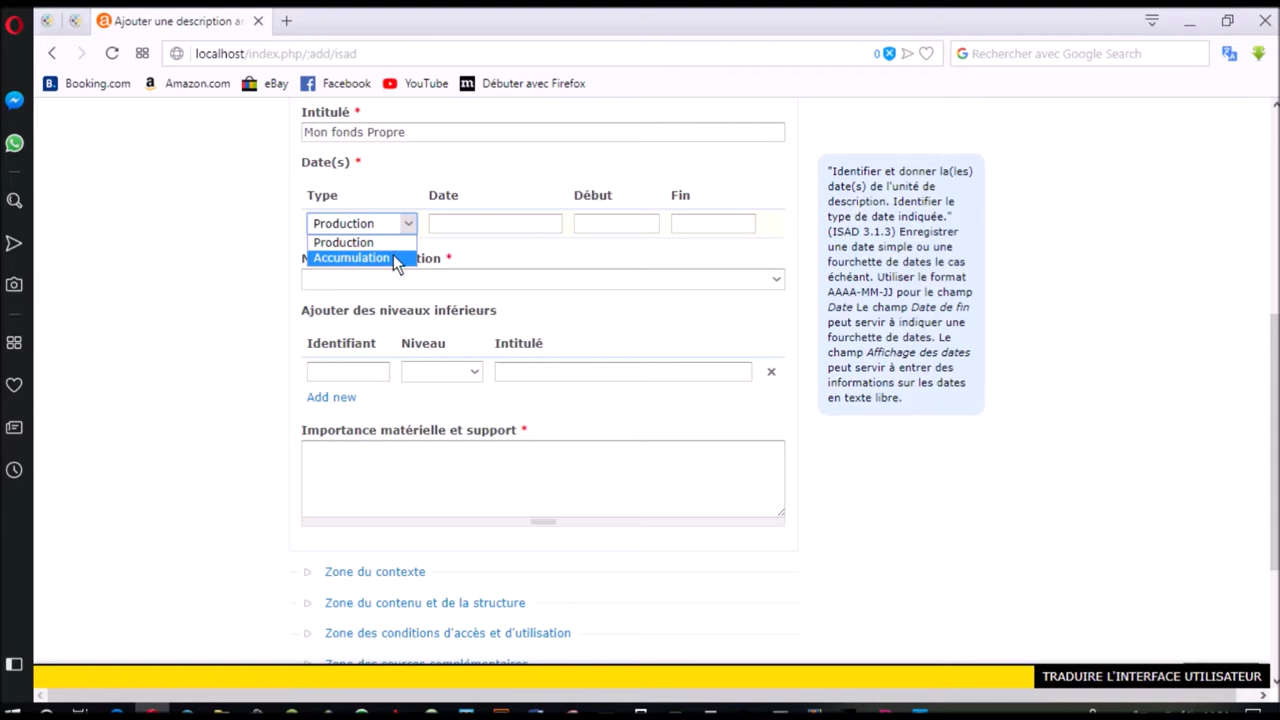 Ajouter une description ar
localhost/index.php/;add/isad
0
Rechercher avec Google Search
Booking.com
Amazon.com
eBay
Facebook
YouTube
Débuter avec Firefox
Intitulé *
Mon fonds Propre
Date(s) *
Type Date Début Fin
Production
Production
Accumulation
tion *
Ajouter des niveaux inférieurs
Identifiant Niveau Intitulé
Add new
Importance matérielle et support *
Zone du contexte
Zone du contenu et de la structure
Zone des conditions d'accès et d'utilisation
Zone des sources complémentaires
"Identifier et donner la(les)
date(s) de l'unité de
description. Identifier le
type de date indiquée."
(ISAD 3.1.3) Enregistrer
une date simple ou une
fourchette de dates le cas
échéant. Utiliser le format
AAAA-MM-JJ pour le champ
Date Le champ Date de fin
peut servir à indiquer une
fourchette de dates. Le
champ Affichage des dates
peut servir à entrer des
informations sur les dates
en texte libre.
TRADUIRE L'INTERFACE UTILISATEUR